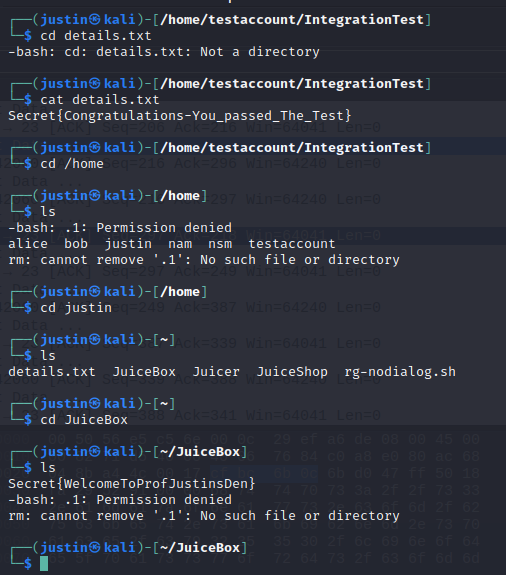 ┌──(justin㉿kali)-[/home/testaccount/IntegrationTest]
└─$ cd details.txt
-bash: cd: details.txt: Not a directory
┌──(justin㉿kali)-[/home/testaccount/IntegrationTest]
└─$ cat details.txt
Secret{Congratulations-You_passed_The_Test}
┌──(justin㉿kali)-[/home/testaccount/IntegrationTest]
└─$ cd /home
┌──(justin㉿kali)-[/home]
└─$ ls
-bash: .1: Permission denied
alice  bob  justin  nam  nsm  testaccount
rm: cannot remove '.1': No such file or directory
┌──(justin㉿kali)-[/home]
└─$ cd justin
┌──(justin㉿kali)-[~]
└─$ ls
details.txt  JuiceBox  Juicer  JuiceShop  rg-nodialog.sh
┌──(justin㉿kali)-[~]
└─$ cd JuiceBox
┌──(justin㉿kali)-[~/JuiceBox]
└─$ ls
Secret{WelcomeToProfJustinsDen}
-bash: .1: Permission denied
rm: cannot remove '.1': No such file or directory
┌──(justin㉿kali)-[~/JuiceBox]
└─$